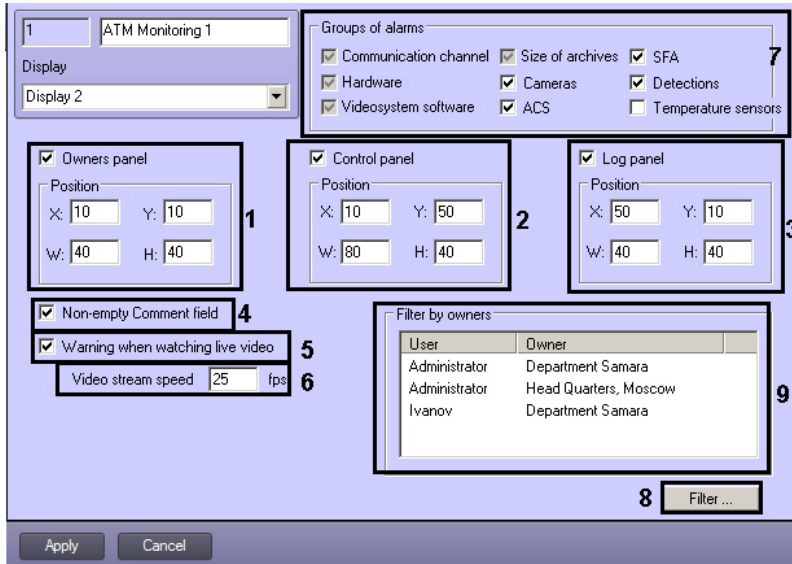 1 ATM Monitoring 1
Display
Display 2
Groups of alarms
Communication channel Size of archives SFA 7
Hardware Cameras Detections
Videosystem software ACS Temperature sensors
Owners panel Control panel Log panel
Position Position Position
X: 10 Y: 10 1 X: 10 Y: 50 2 X: 50 Y: 10 3
W: 40 H: 40 W: 80 H: 40 W: 40 H: 40
Non-empty Comment field 4
Warning when watching live video 5
Video stream speed 25 fps 6
Filter by owners
User Owner
Administrator Department Samara
Administrator Head Quarters, Moscow 9
Ivanov Department Samara
8 Filter ...
Apply Cancel